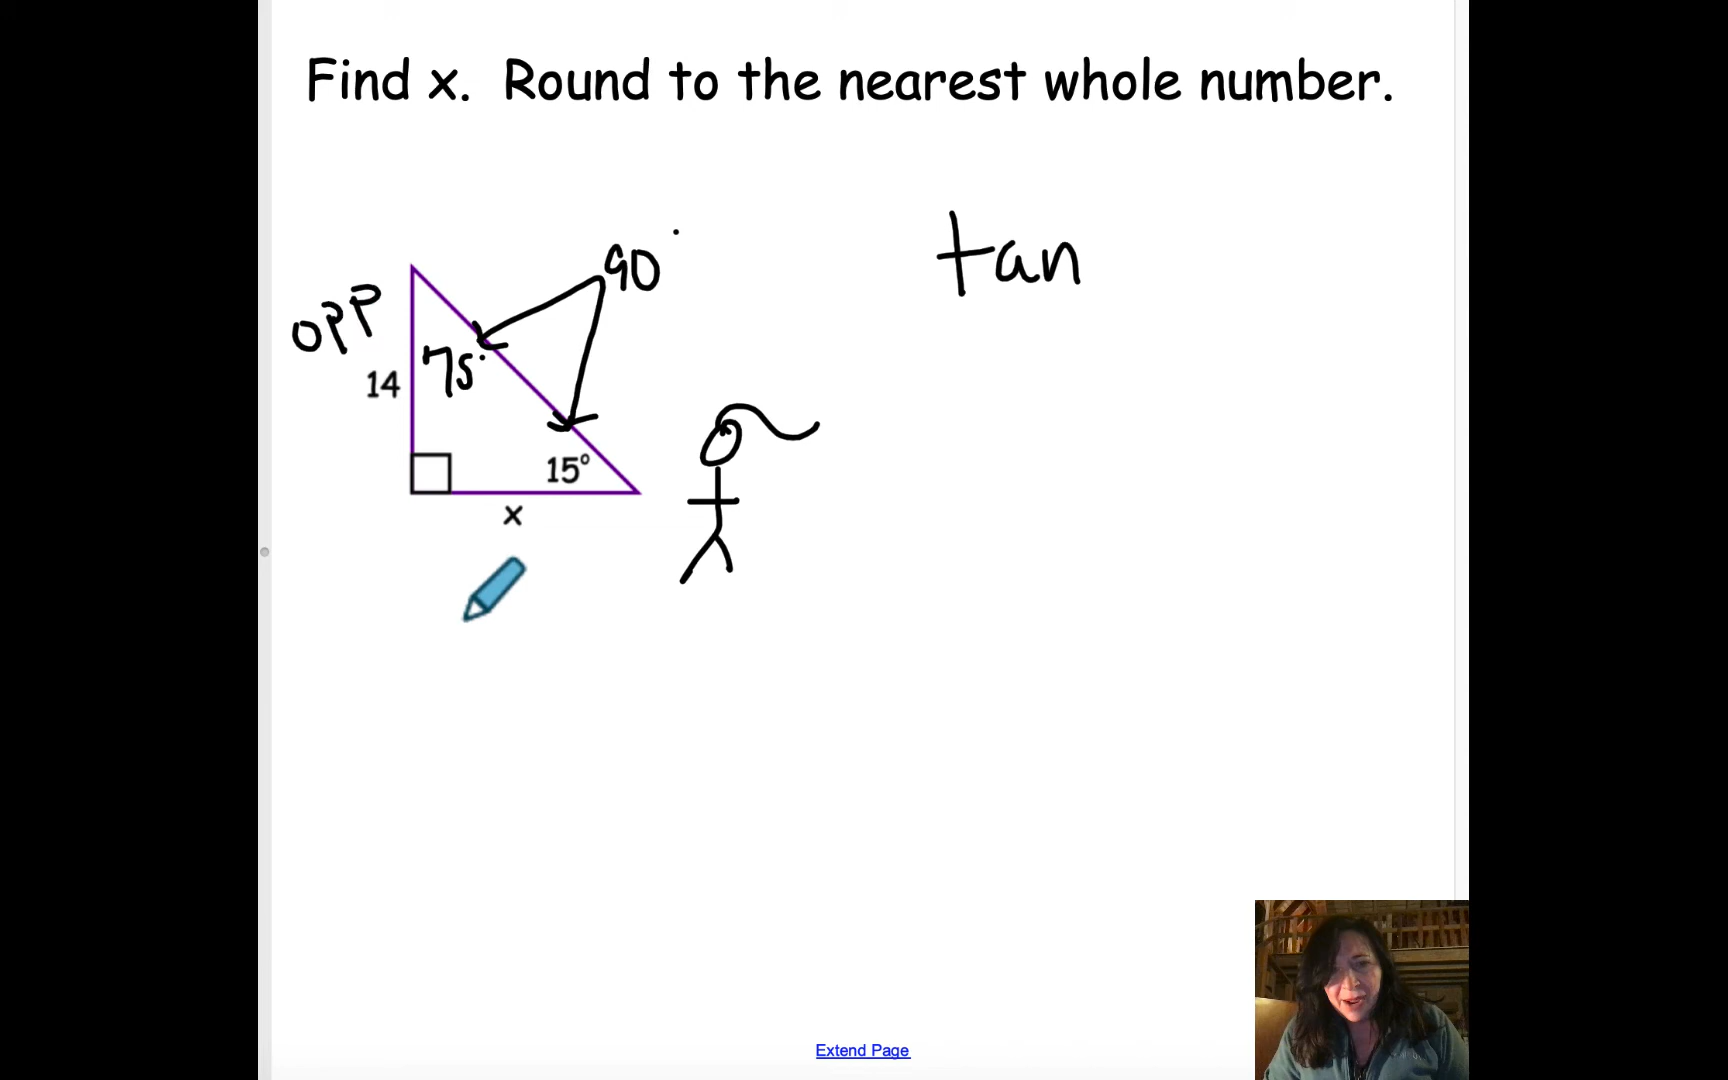 Find x. Round to the nearest whole number.
tan
90°
opp
75°
14
15°
x
Extend Page